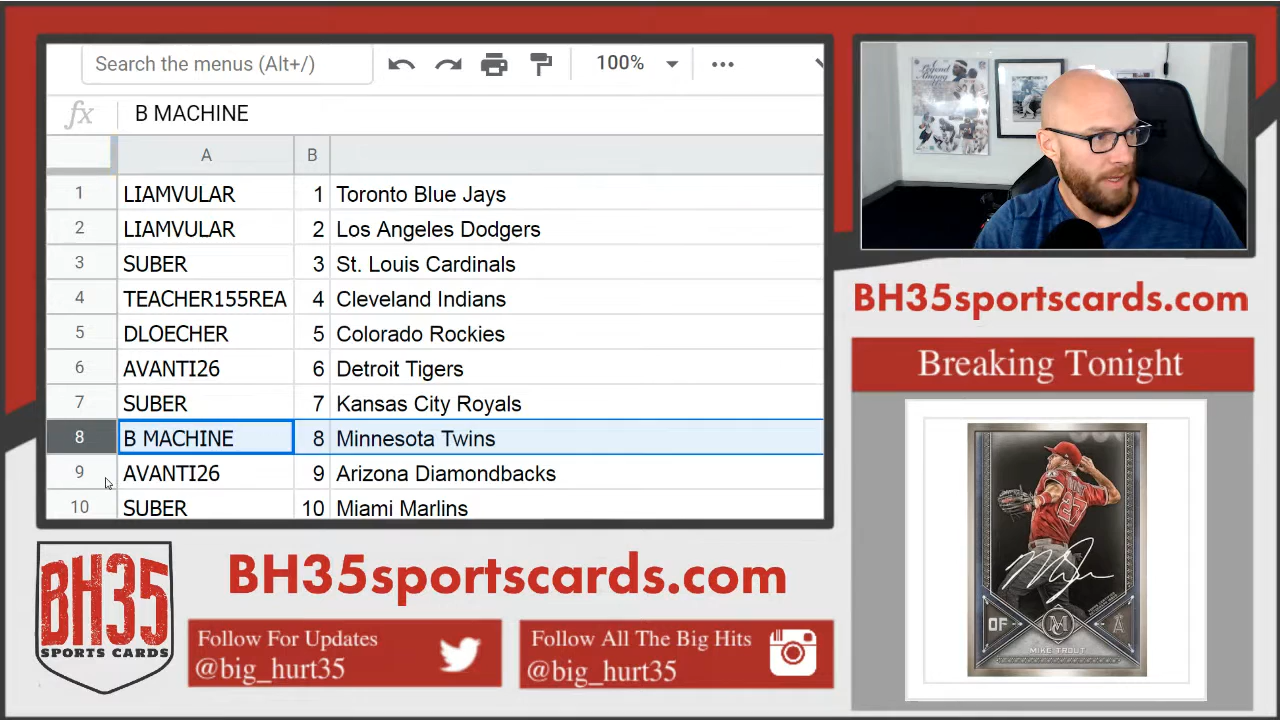 Search the menus (Alt+/)
100%
fx
B MACHINE
A B
1 LIAMVULAR 1 Toronto Blue Jays
2 LIAMVULAR 2 Los Angeles Dodgers
3 SUBER 3 St. Louis Cardinals
4 TEACHER155REA 4 Cleveland Indians
5 DLOECHER 5 Colorado Rockies
6 AVANTI26 6 Detroit Tigers
7 SUBER 7 Kansas City Royals
8 B MACHINE 8 Minnesota Twins
9 AVANTI26 9 Arizona Diamondbacks
10 SUBER 10 Miami Marlins
BH35sportscards.com
Breaking Tonight
27
OF
MIKE TROUT
BH35
SPORTS CARDS
BH35sportscards.com
Follow For Updates
@big_hurt35
Follow All The Big Hits
@big_hurt35